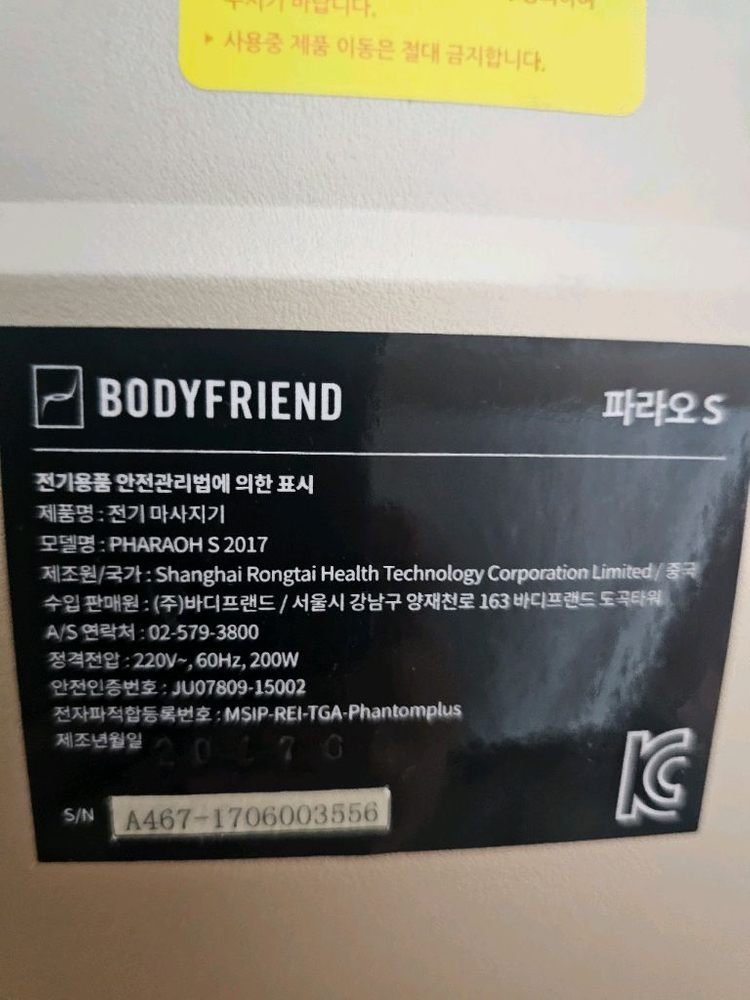 바랍니다.
▸ 사용중 제품 이동은 절대 금지합니다.
BODYFRIEND
파라오 S
전기용품 안전관리법에 의한 표시
제품명 : 전기 마사지기
모델명 : PHARAOH S 2017
제조원/국가 : Shanghai Rongtai Health Technology Corporation Limited / 중국
수입 판매원 : (주)바디프랜드 / 서울시 강남구 양재천로 163 바디프랜드 도곡타워
A/S 연락처 : 02-579-3800
정격전압 : 220V~, 60Hz, 200W
안전인증번호 : JU07809-15002
전자파적합등록번호 : MSIP-REI-TGA-Phantomplus
제조년월일
S/N A467-1706003556